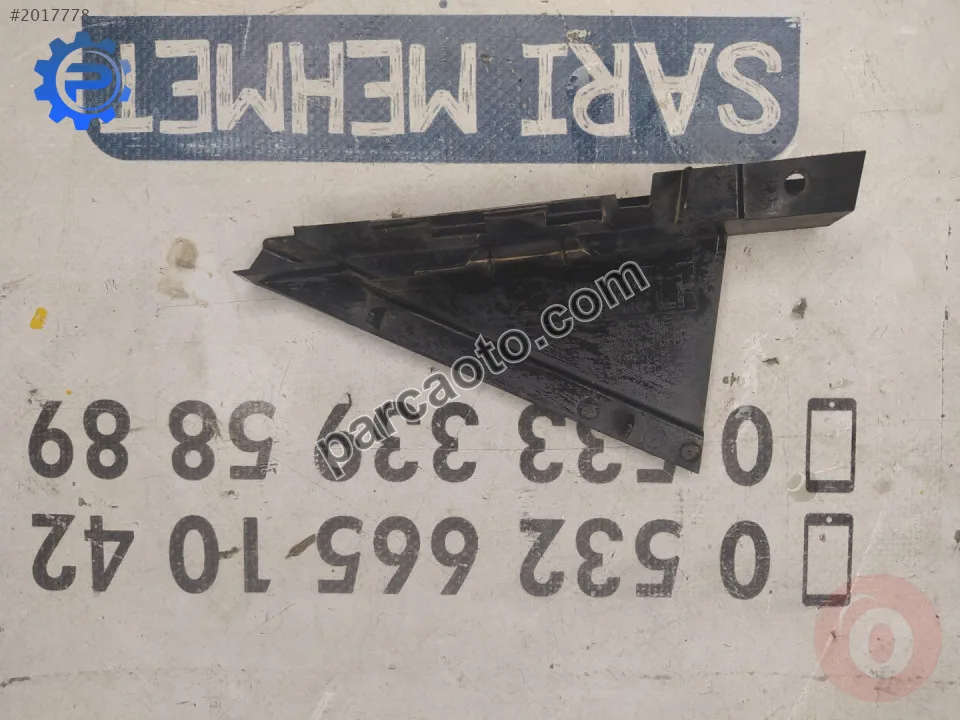 #2017778
P
SARI MEHMET
parcaoto.com
0 533 339 58 89
0 532 665 10 42
O